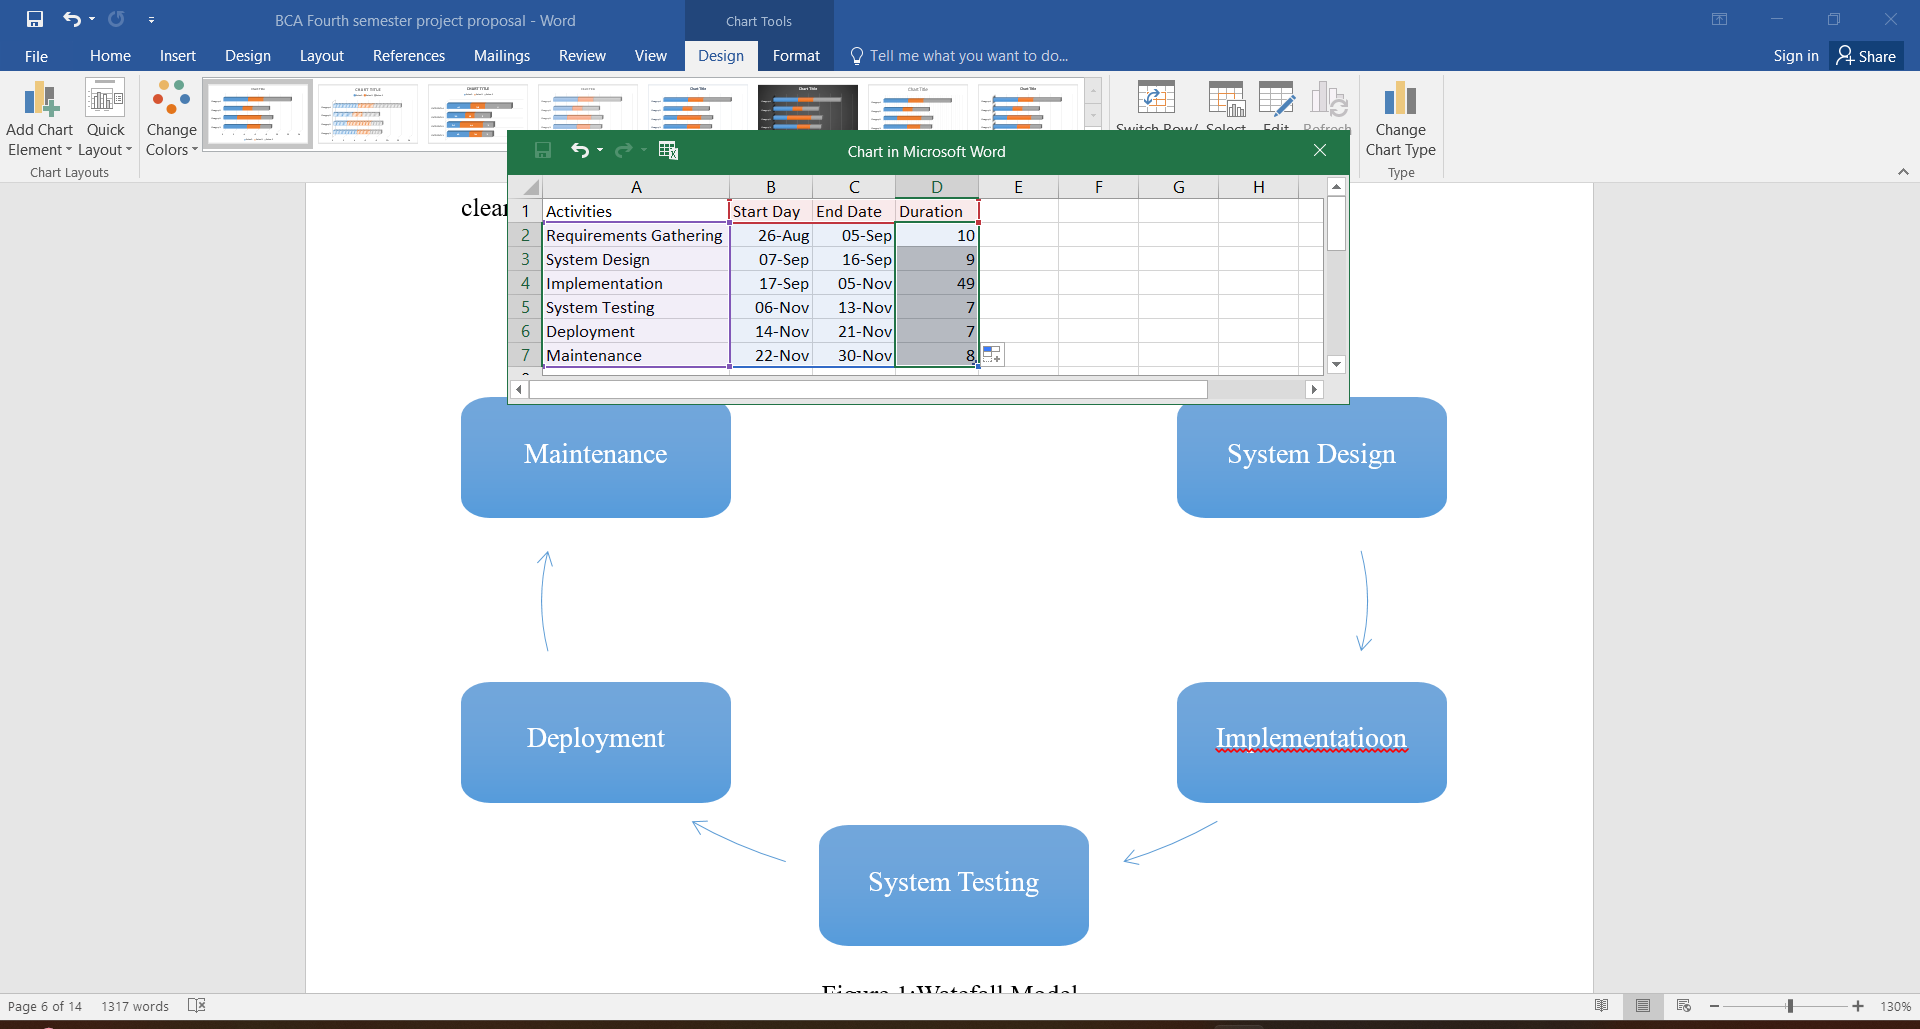 BCA Fourth semester project proposal - Word
Chart Tools
File Home Insert Design Layout References Mailings Review View Design Format Tell me what you want to do... Sign in Share
Add Chart Element
Quick Layout
Change Colors
Switch Row/ Select Edit Refresh
Change Chart Type
Chart Layouts
Type
Chart in Microsoft Word
A B C D E F G H
1 Activities Start Day End Date Duration
2 Requirements Gathering 26-Aug 05-Sep 10
3 System Design 07-Sep 16-Sep 9
4 Implementation 17-Sep 05-Nov 49
5 System Testing 06-Nov 13-Nov 7
6 Deployment 14-Nov 21-Nov 7
7 Maintenance 22-Nov 30-Nov 8
Maintenance
System Design
Deployment
Implementatioon
System Testing
Figure 1:Watefall Model
Page 6 of 14 1317 words
130%